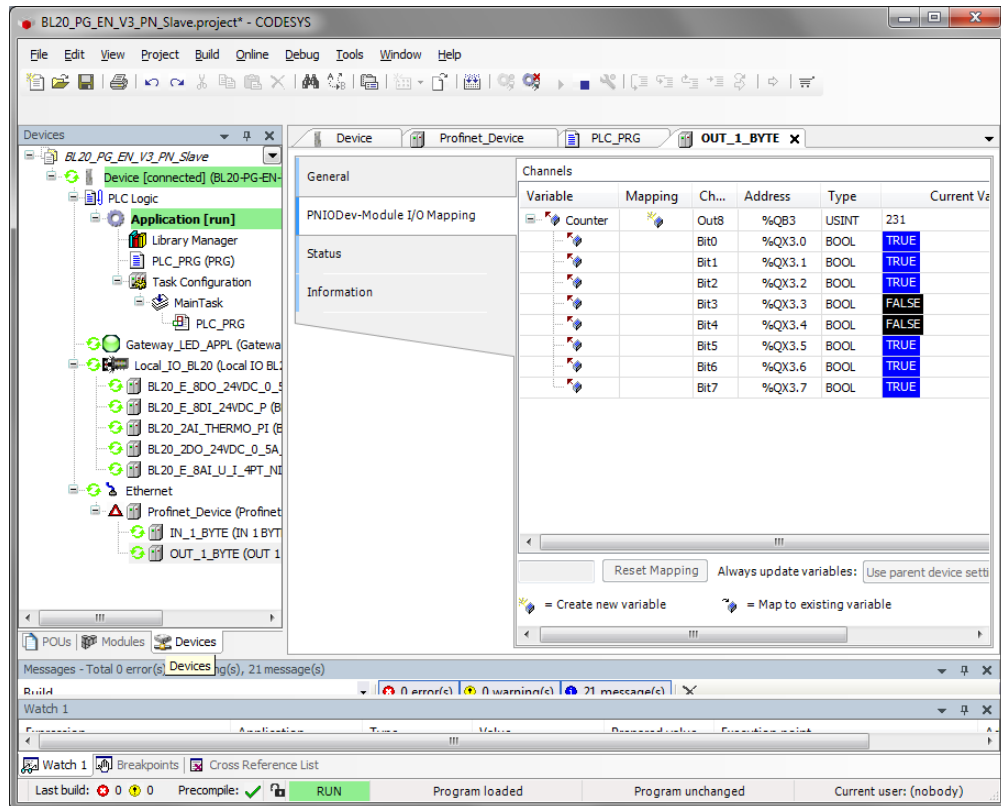 BL20_PG_EN_V3_PN_Slave.project* - CODESYS
File Edit View Project Build Online Debug Tools Window Help
Devices
BL20_PG_EN_V3_PN_Slave
Device [connected] (BL20-PG-EN-
PLC Logic
Application [run]
Library Manager
PLC_PRG (PRG)
Task Configuration
MainTask
PLC_PRG
Gateway_LED_APPL (Gatewa
Local_IO_BL20 (Local IO BL
BL20_E_8DO_24VDC_0_5
BL20_E_8DI_24VDC_P (B
BL20_2AI_THERMO_PI (B
BL20_2DO_24VDC_0_5A_
BL20_E_8AI_U_I_4PT_NI
Ethernet
Profinet_Device (Profinet
IN_1_BYTE (IN 1 BYT
OUT_1_BYTE (OUT 1
POUs Modules Devices
Devices
Device Profinet_Device PLC_PRG OUT_1_BYTE
General
PNIODev-Module I/O Mapping
Status
Information
Channels
Variable Mapping Ch... Address Type Current Va
Counter Out8 %QB3 USINT 231
Bit0 %QX3.0 BOOL TRUE
Bit1 %QX3.1 BOOL TRUE
Bit2 %QX3.2 BOOL TRUE
Bit3 %QX3.3 BOOL FALSE
Bit4 %QX3.4 BOOL FALSE
Bit5 %QX3.5 BOOL TRUE
Bit6 %QX3.6 BOOL TRUE
Bit7 %QX3.7 BOOL TRUE
Reset Mapping Always update variables: Use parent device setti
= Create new variable = Map to existing variable
Messages - Total 0 error(s) ng(s), 21 message(s)
Build 0 error(s) 0 warning(s) 21 message(s)
Watch 1
Expression Application Type Value Prepared value Execution point
Watch 1 Breakpoints Cross Reference List
Last build: 0 0 Precompile: RUN Program loaded Program unchanged Current user: (nobody)